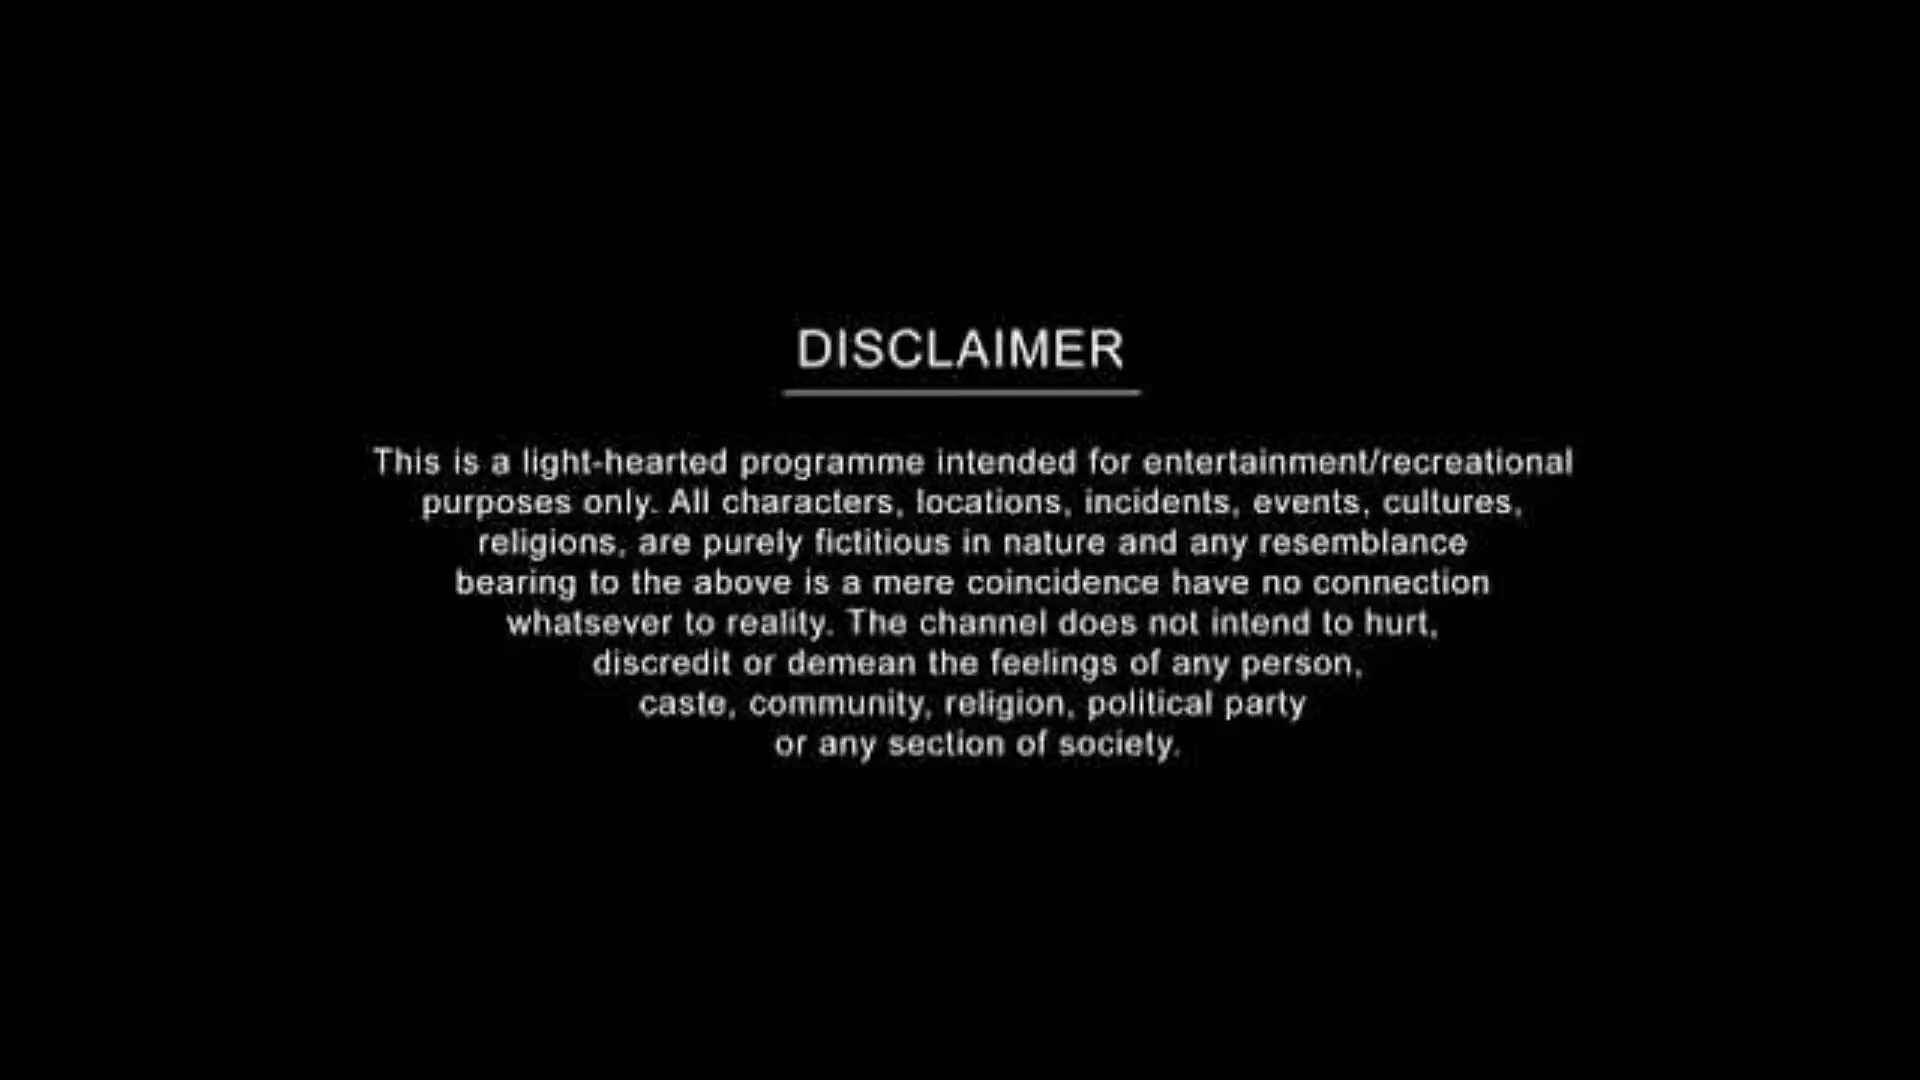 DISCLAIMER
This is a light-hearted programme intended for entertainment/recreational
purposes only. All characters, locations, incidents, events, cultures,
religions, are purely fictitious in nature and any resemblance
bearing to the above is a mere coincidence have no connection
whatsever to reality. The channel does not intend to hurt,
discredit or demean the feelings of any person,
caste, community, religion, political party
or any section of society.